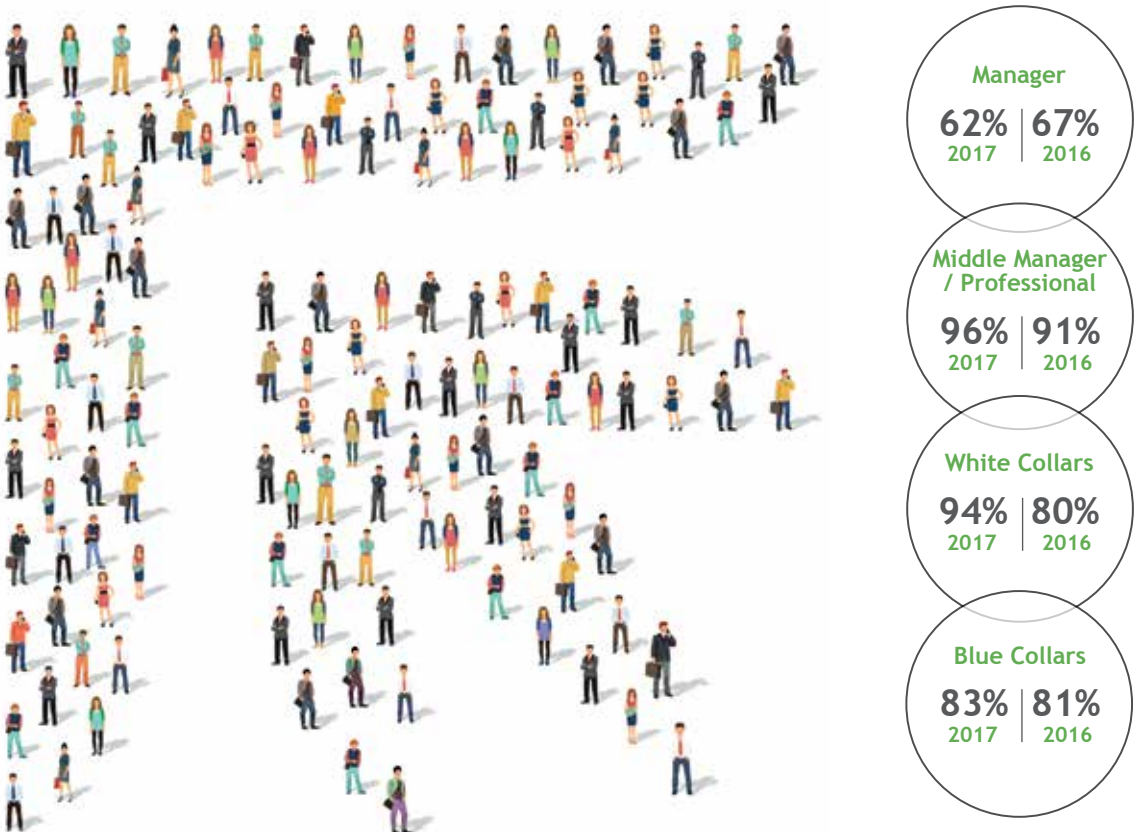 Manager
62% | 67%
2017 | 2016
Middle Manager
/ Professional
96% | 91%
2017 | 2016
White Collars
94% | 80%
2017 | 2016
Blue Collars
83% | 81%
2017 | 2016